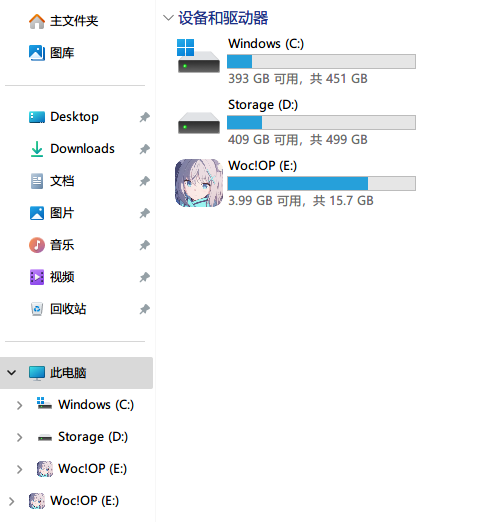 主文件夹
图库
Desktop
Downloads
文档
图片
音乐
视频
回收站
此电脑
Windows (C:)
Storage (D:)
Woc!OP (E:)
Woc!OP (E:)
设备和驱动器
Windows (C:)
393 GB 可用，共 451 GB
Storage (D:)
409 GB 可用，共 499 GB
Woc!OP (E:)
3.99 GB 可用，共 15.7 GB